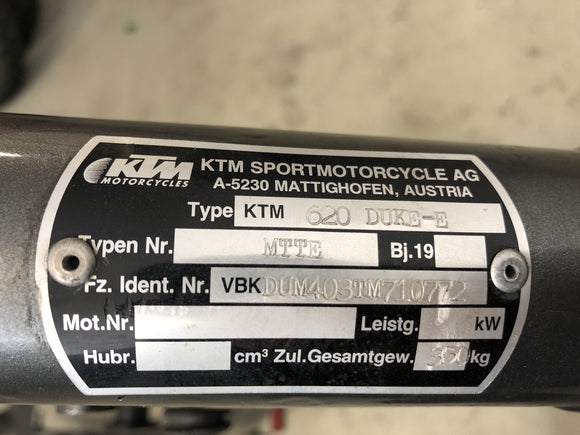 KTM
MOTORCYCLES
KTM SPORTMOTORCYCLE AG
A-5230 MATTIGHOFEN, AUSTRIA
Type KTM 620 DUKE-E
Typen Nr. MTTE Bj.19
Fz. Ident. Nr. VBKDUM403TM710772
Mot.Nr. Leistg. kW
Hubr. cm³ Zul.Gesamtgew. 350 kg